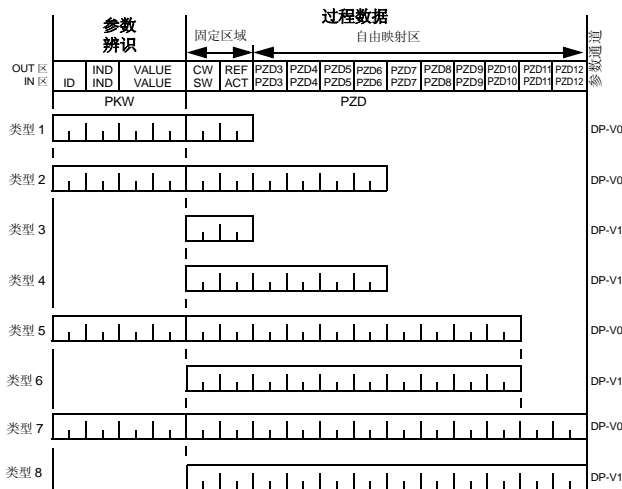 参数
辨识
过程数据
固定区域
自由映射区
参数通道
OUT 区 IND VALUE CW REF PZD3 PZD4 PZD5 PZD6 PZD7 PZD8 PZD9 PZD10 PZD11 PZD12
IN 区 ID IND VALUE SW ACT PZD3 PZD4 PZD5 PZD6 PZD7 PZD8 PZD9 PZD10 PZD11 PZD12
PKW PZD
类型 1 DP-V0
类型 2 DP-V0
类型 3 DP-V1
类型 4 DP-V1
类型 5 DP-V0
类型 6 DP-V1
类型 7 DP-V0
类型 8 DP-V1